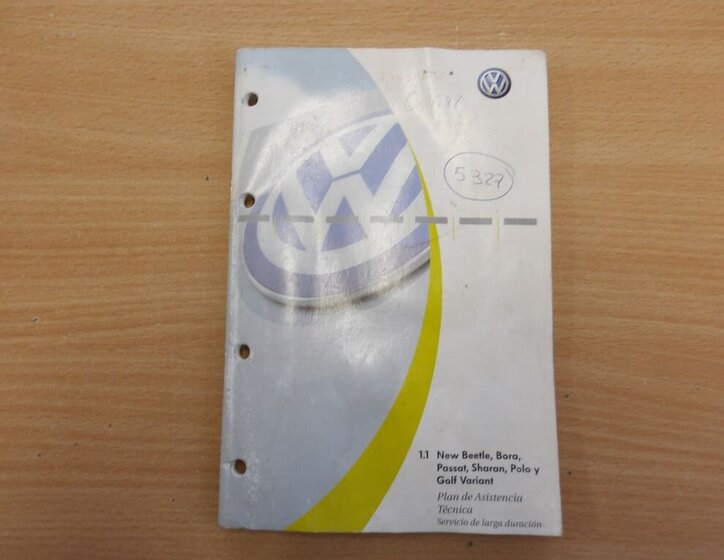 VW
5327
1.1 New Beetle, Bora,
Passat, Sharan, Polo y
Golf Variant
Plan de Asistencia
Técnica
Servicio de larga duración